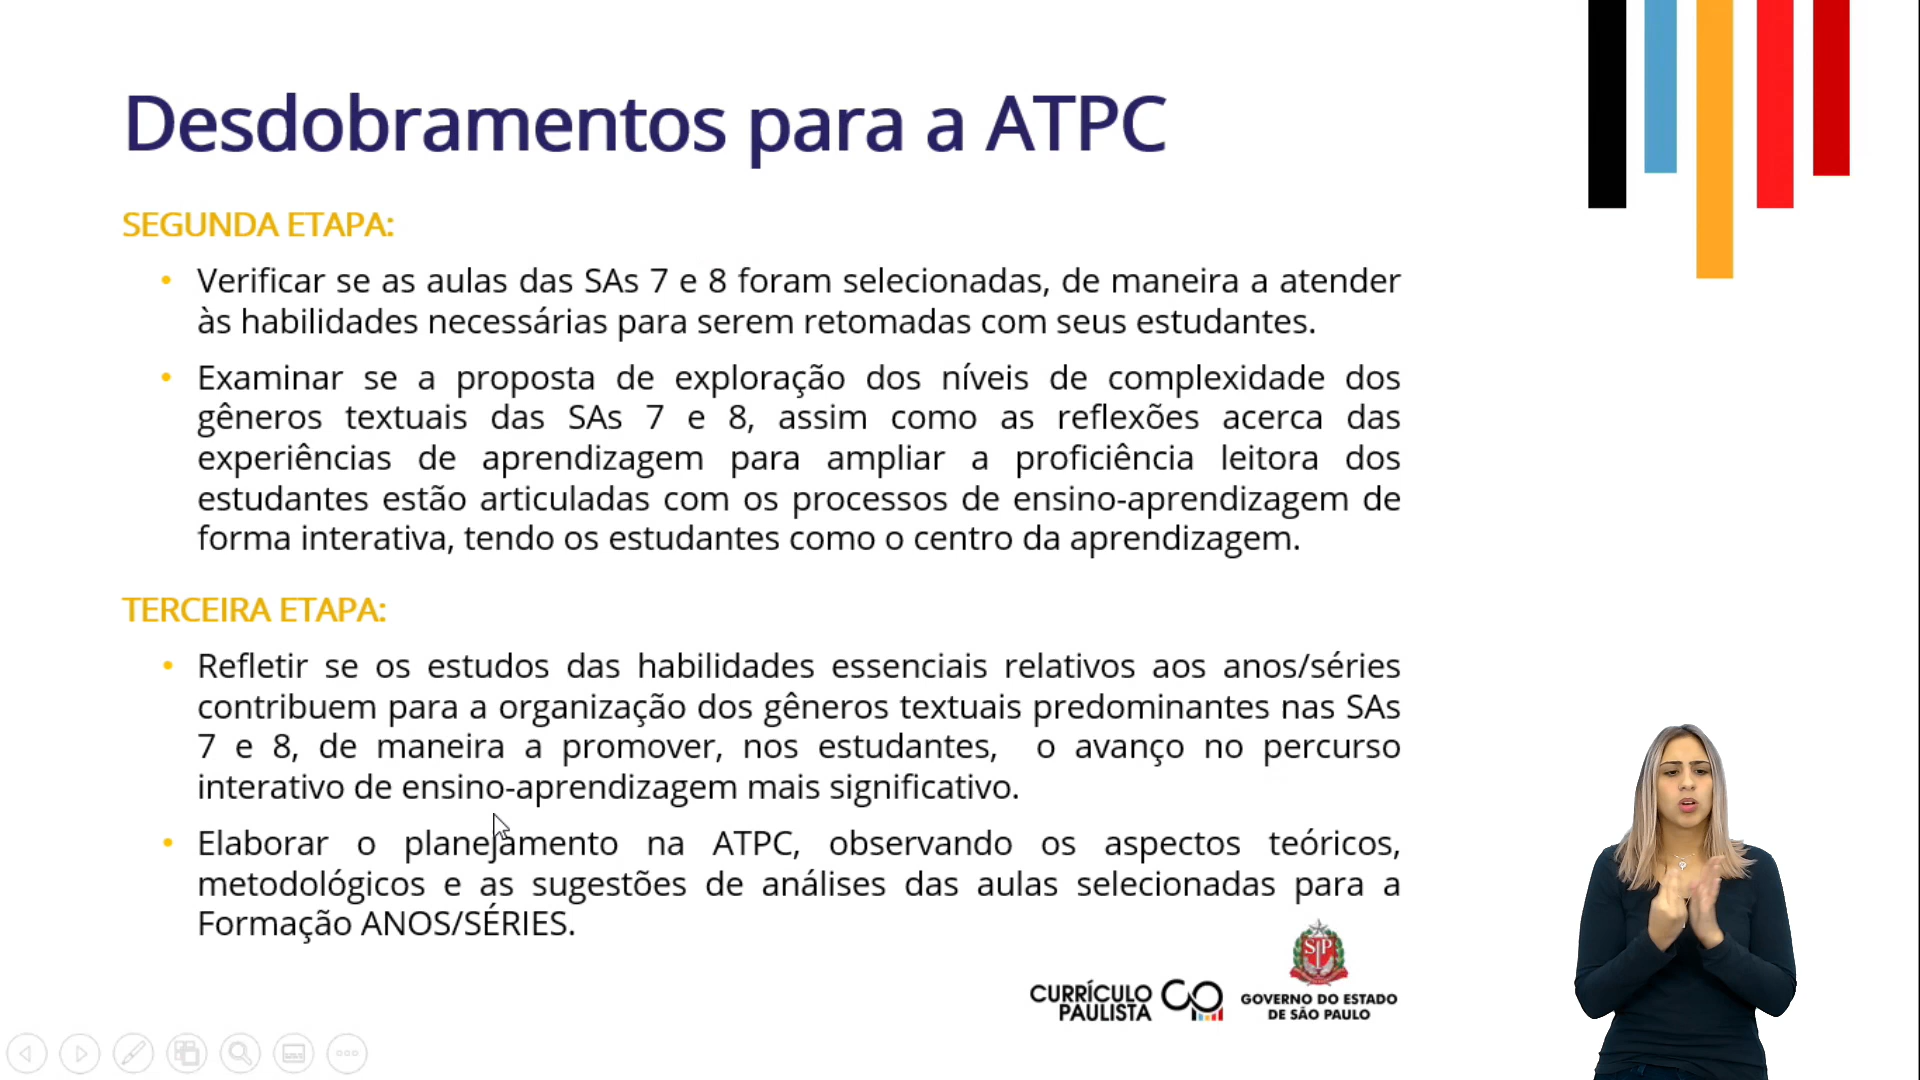 Desdobramentos para a ATPC
SEGUNDA ETAPA:
• Verificar se as aulas das SAs 7 e 8 foram selecionadas, de maneira a atender
às habilidades necessárias para serem retomadas com seus estudantes.
• Examinar se a proposta de exploração dos níveis de complexidade dos
gêneros textuais das SAs 7 e 8, assim como as reflexões acerca das
experiências de aprendizagem para ampliar a proficiência leitora dos
estudantes estão articuladas com os processos de ensino-aprendizagem de
forma interativa, tendo os estudantes como o centro da aprendizagem.
TERCEIRA ETAPA:
• Refletir se os estudos das habilidades essenciais relativos aos anos/séries
contribuem para a organização dos gêneros textuais predominantes nas SAs
7 e 8, de maneira a promover, nos estudantes, o avanço no percurso
interativo de ensino-aprendizagem mais significativo.
• Elaborar o planejamento na ATPC, observando os aspectos teóricos,
metodológicos e as sugestões de análises das aulas selecionadas para a
Formação ANOS/SÉRIES.
CURRÍCULO
PAULISTA
SP
GOVERNO DO ESTADO
DE SÃO PAULO